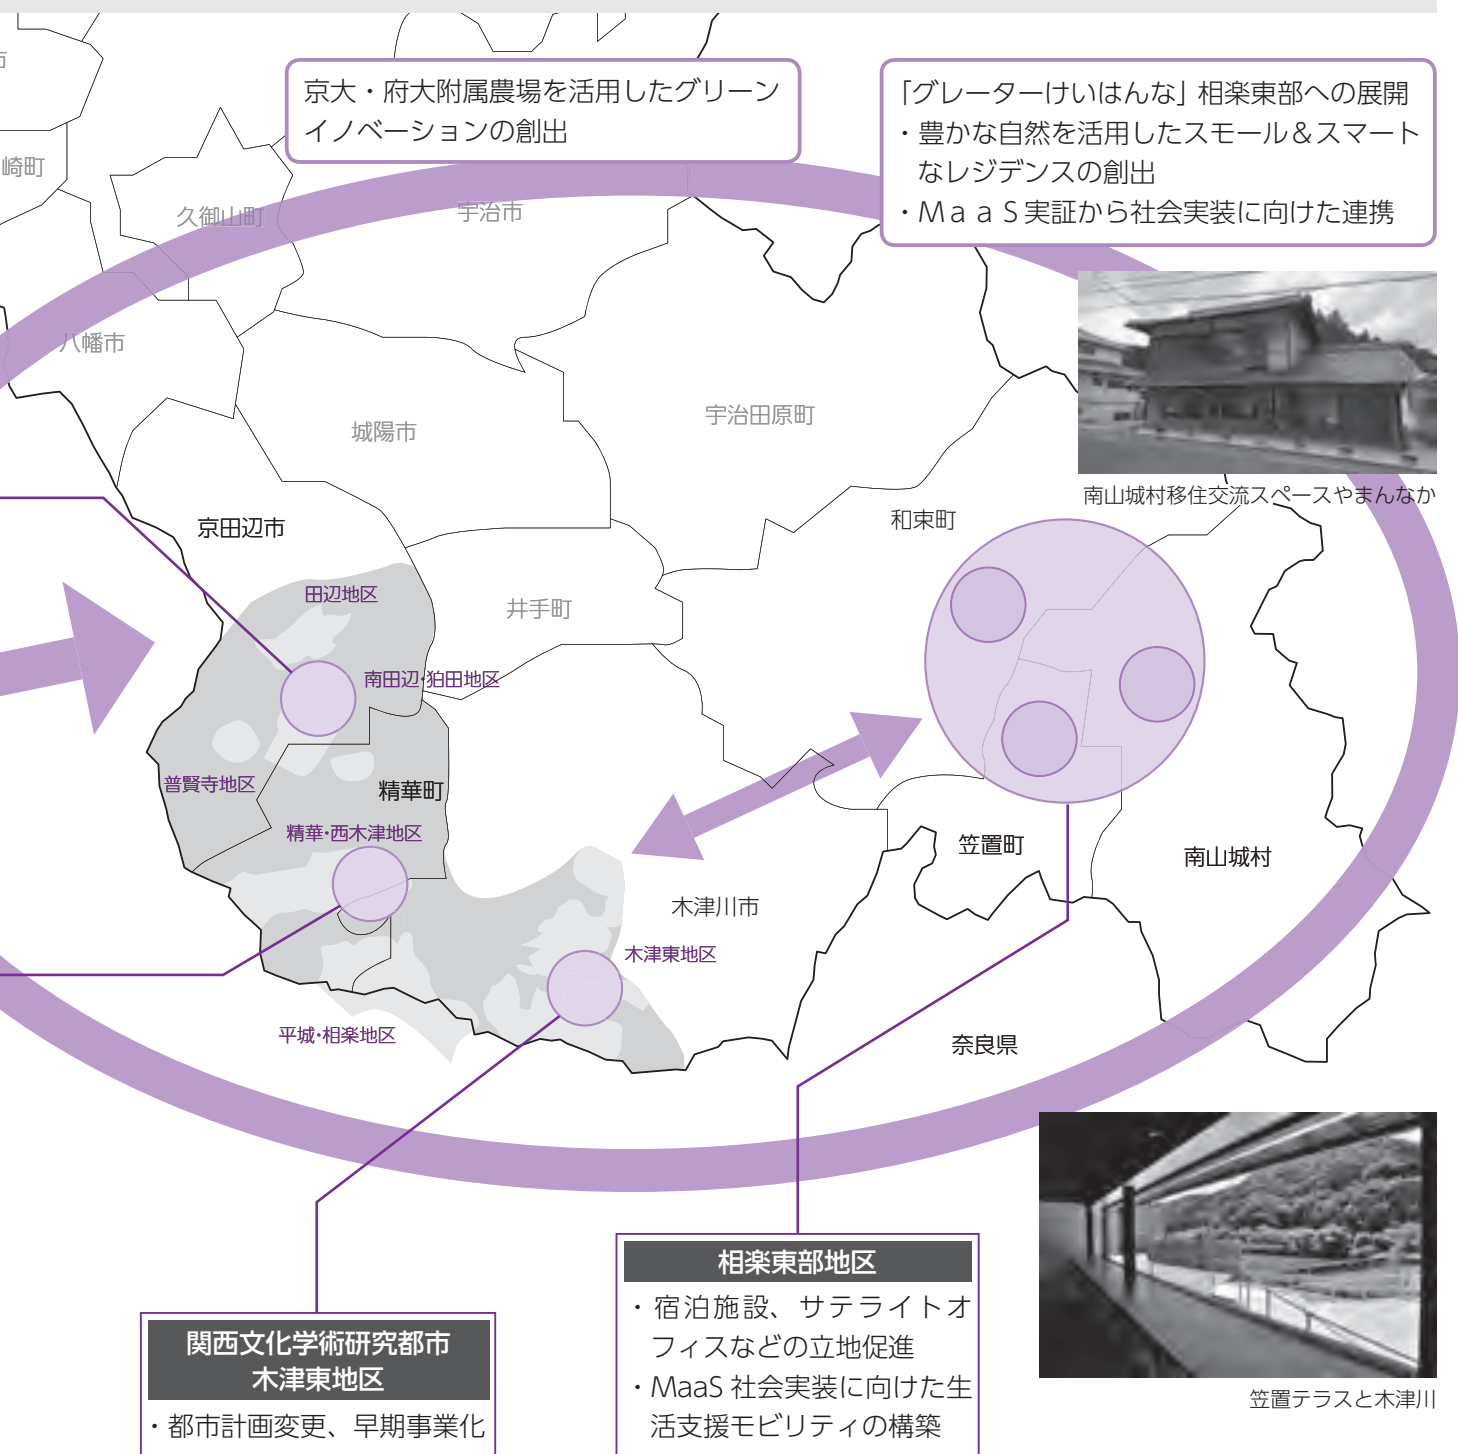 京大・府大附属農場を活用したグリーン
イノベーションの創出
「グレーターけいはんな」相楽東部への展開
・豊かな自然を活用したスモール＆スマート
なレジデンスの創出
・ＭａａＳ実証から社会実装に向けた連携
市
崎町
久御山町
宇治市
八幡市
城陽市
宇治田原町
南山城村移住交流スペースやまんなか
京田辺市
和束町
田辺地区
井手町
南田辺・狛田地区
普賢寺地区
精華町
精華・西木津地区
笠置町
南山城村
木津川市
木津東地区
平城・相楽地区
奈良県
相楽東部地区
・宿泊施設、サテライトオ
フィスなどの立地促進
・MaaS 社会実装に向けた生
活支援モビリティの構築
関西文化学術研究都市
木津東地区
・都市計画変更、早期事業化
笠置テラスと木津川